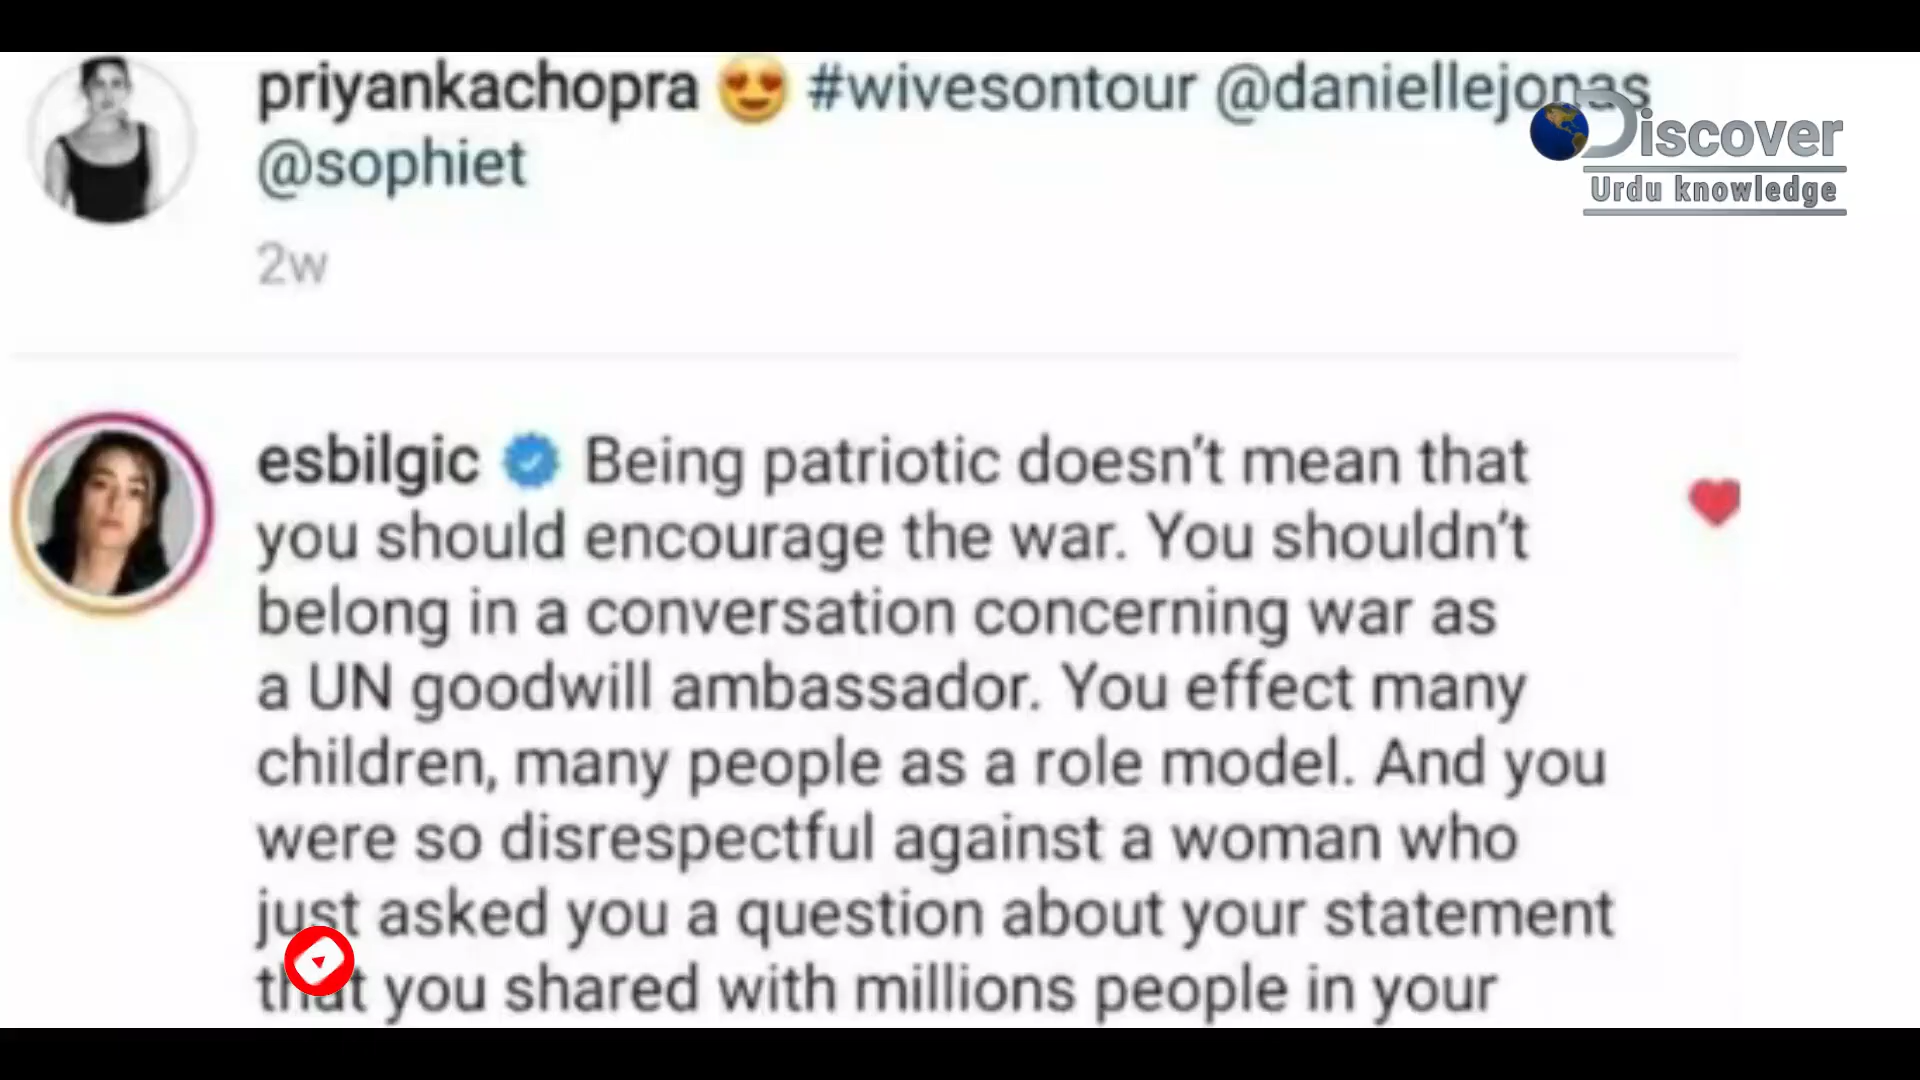 priyankachopra 😍 #wivesontour @daniellejonas
@sophiet
Discover
Urdu knowledge
2w
esbilgic Being patriotic doesn't mean that
you should encourage the war. You shouldn't
belong in a conversation concerning war as
a UN goodwill ambassador. You effect many
children, many people as a role model. And you
were so disrespectful against a woman who
just asked you a question about your statement
that you shared with millions people in your